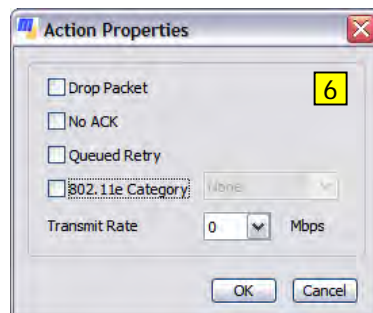 Action Properties
6
Drop Packet
No ACK
Queued Retry
802.11e Category None
Transmit Rate 0 Mbps
OK Cancel